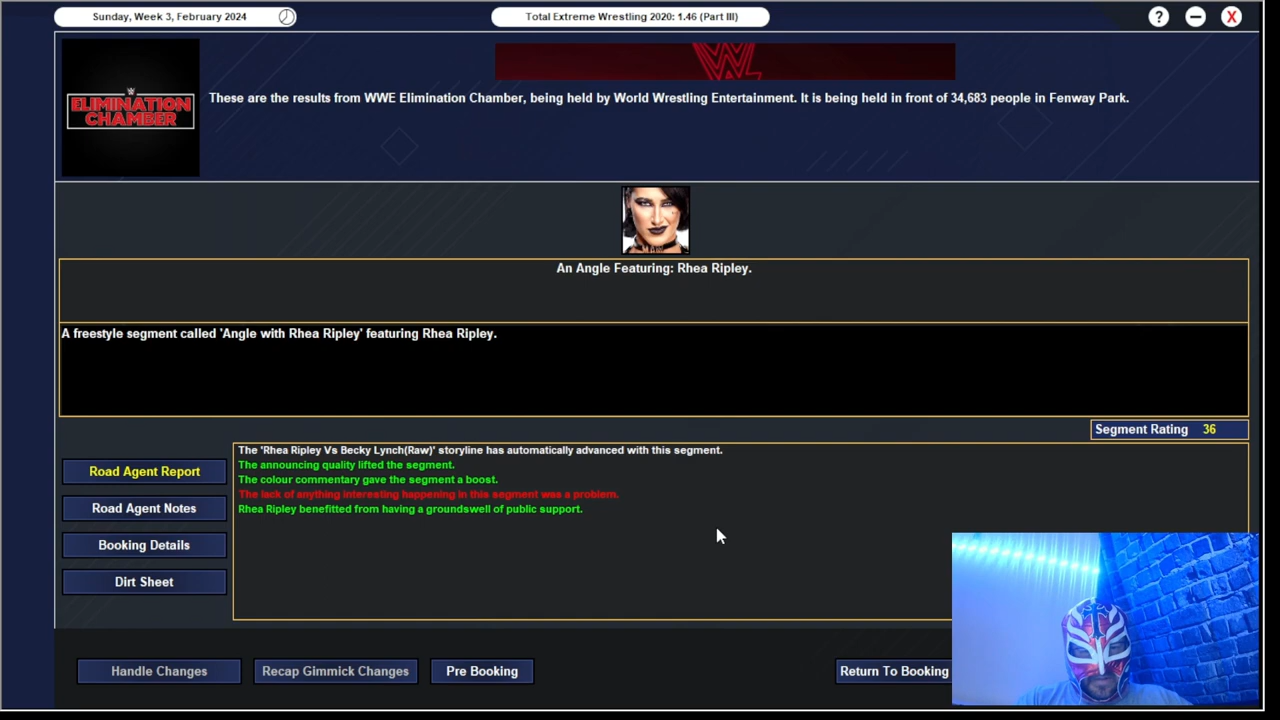 Sunday, Week 3, February 2024
Total Extreme Wrestling 2020: 1.46 (Part III)
?
X
W
ELIMINATION
CHAMBER
These are the results from WWE Elimination Chamber, being held by World Wrestling Entertainment. It is being held in front of 34,683 people in Fenway Park.
An Angle Featuring: Rhea Ripley.
A freestyle segment called 'Angle with Rhea Ripley' featuring Rhea Ripley.
Segment Rating 36
The 'Rhea Ripley Vs Becky Lynch(Raw)' storyline has automatically advanced with this segment.
The announcing quality lifted the segment.
The colour commentary gave the segment a boost.
The lack of anything interesting happening in this segment was a problem.
Rhea Ripley benefitted from having a groundswell of public support.
Road Agent Report
Road Agent Notes
Booking Details
Dirt Sheet
Handle Changes
Recap Gimmick Changes
Pre Booking
Return To Booking